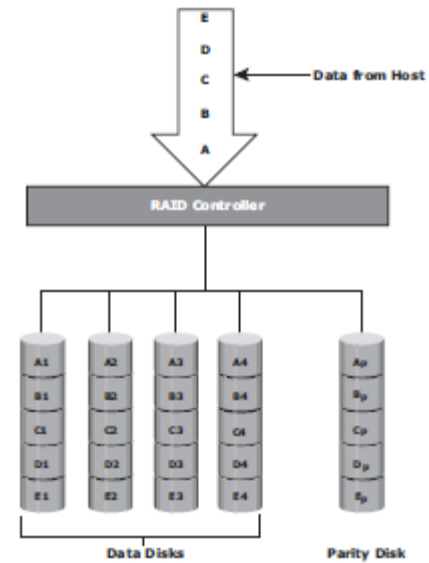 E
D
C
B
A
Data from Host
RAID Controller
A1 A2 A3 A4 Ap
B1 B2 B3 B4 Bp
C1 C2 C3 C4 Cp
D1 D2 D3 D4 Dp
E1 E2 E3 E4 Ep
Data Disks Parity Disk